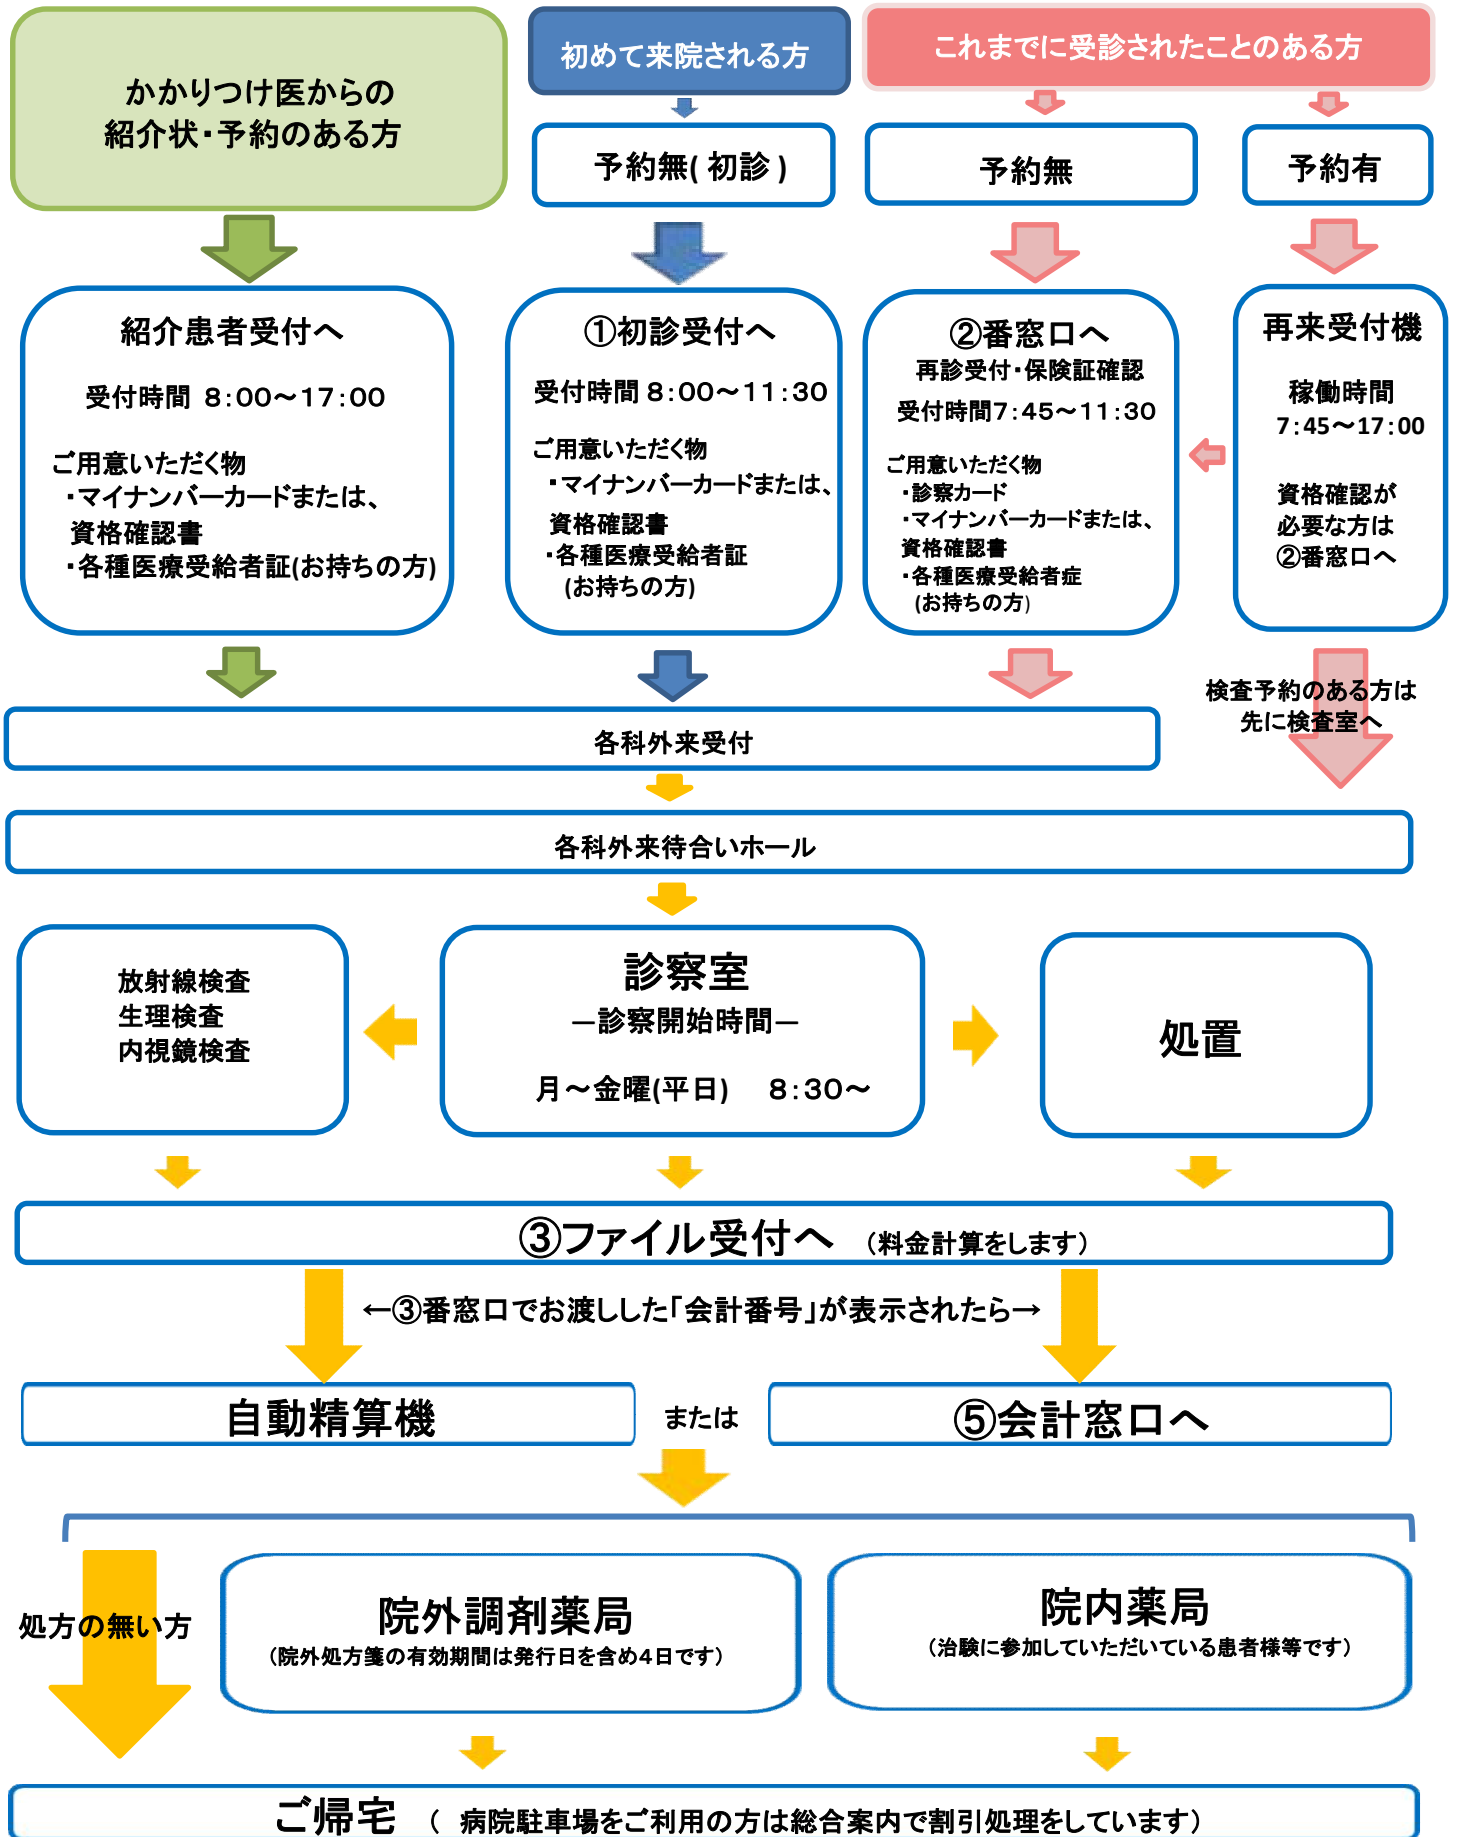 かかりつけ医からの
紹介状・予約のある方
初めて来院される方
これまでに受診されたことのある方
予約無( 初診 )
予約無
予約有
紹介患者受付へ
受付時間 8:00～17:00
ご用意いただく物
・マイナンバーカードまたは、
資格確認書
・各種医療受給者証(お持ちの方)
①初診受付へ
受付時間 8:00～11:30
ご用意いただく物
・マイナンバーカードまたは、
資格確認書
・各種医療受給者証
(お持ちの方)
②番窓口へ
再診受付・保険証確認
受付時間7:45～11:30
ご用意いただく物
・診察カード
・マイナンバーカードまたは、
資格確認書
・各種医療受給者症
(お持ちの方)
再来受付機
稼働時間
7:45～17:00
資格確認が
必要な方は
②番窓口へ
検査予約のある方は
先に検査室へ
各科外来受付
各科外来待合いホール
放射線検査
生理検査
内視鏡検査
診察室
―診察開始時間―
月～金曜(平日) 8:30～
処置
③ファイル受付へ （料金計算をします）
←③番窓口でお渡しした「会計番号」が表示されたら→
自動精算機
または
⑤会計窓口へ
処方の無い方
院外調剤薬局
（院外処方箋の有効期間は発行日を含め4日です）
院内薬局
（治験に参加していただいている患者様等です）
ご帰宅 （ 病院駐車場をご利用の方は総合案内で割引処理をしています）